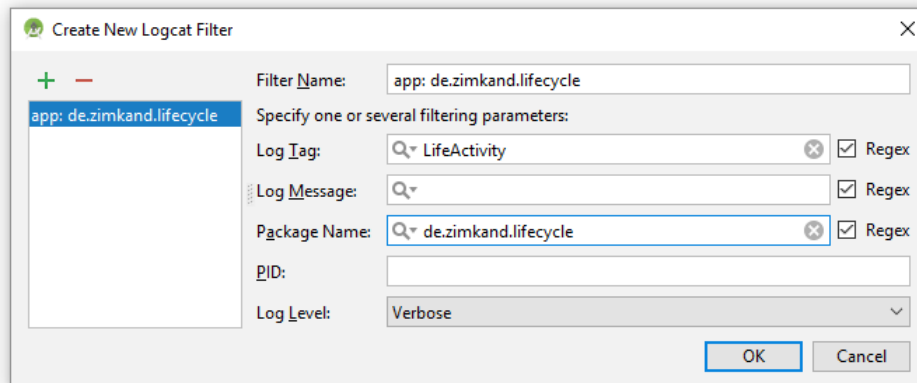 Create New Logcat Filter
Filter Name: app: de.zimkand.lifecycle
app: de.zimkand.lifecycle
Specify one or several filtering parameters:
Log Tag: LifeActivity Regex
Log Message: Regex
Package Name: de.zimkand.lifecycle Regex
PID:
Log Level: Verbose
OK Cancel